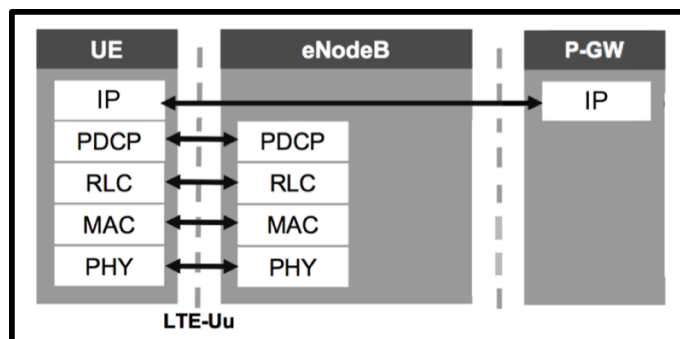 UE eNodeB P-GW
IP IP
PDCP PDCP
RLC RLC
MAC MAC
PHY PHY
LTE-Uu